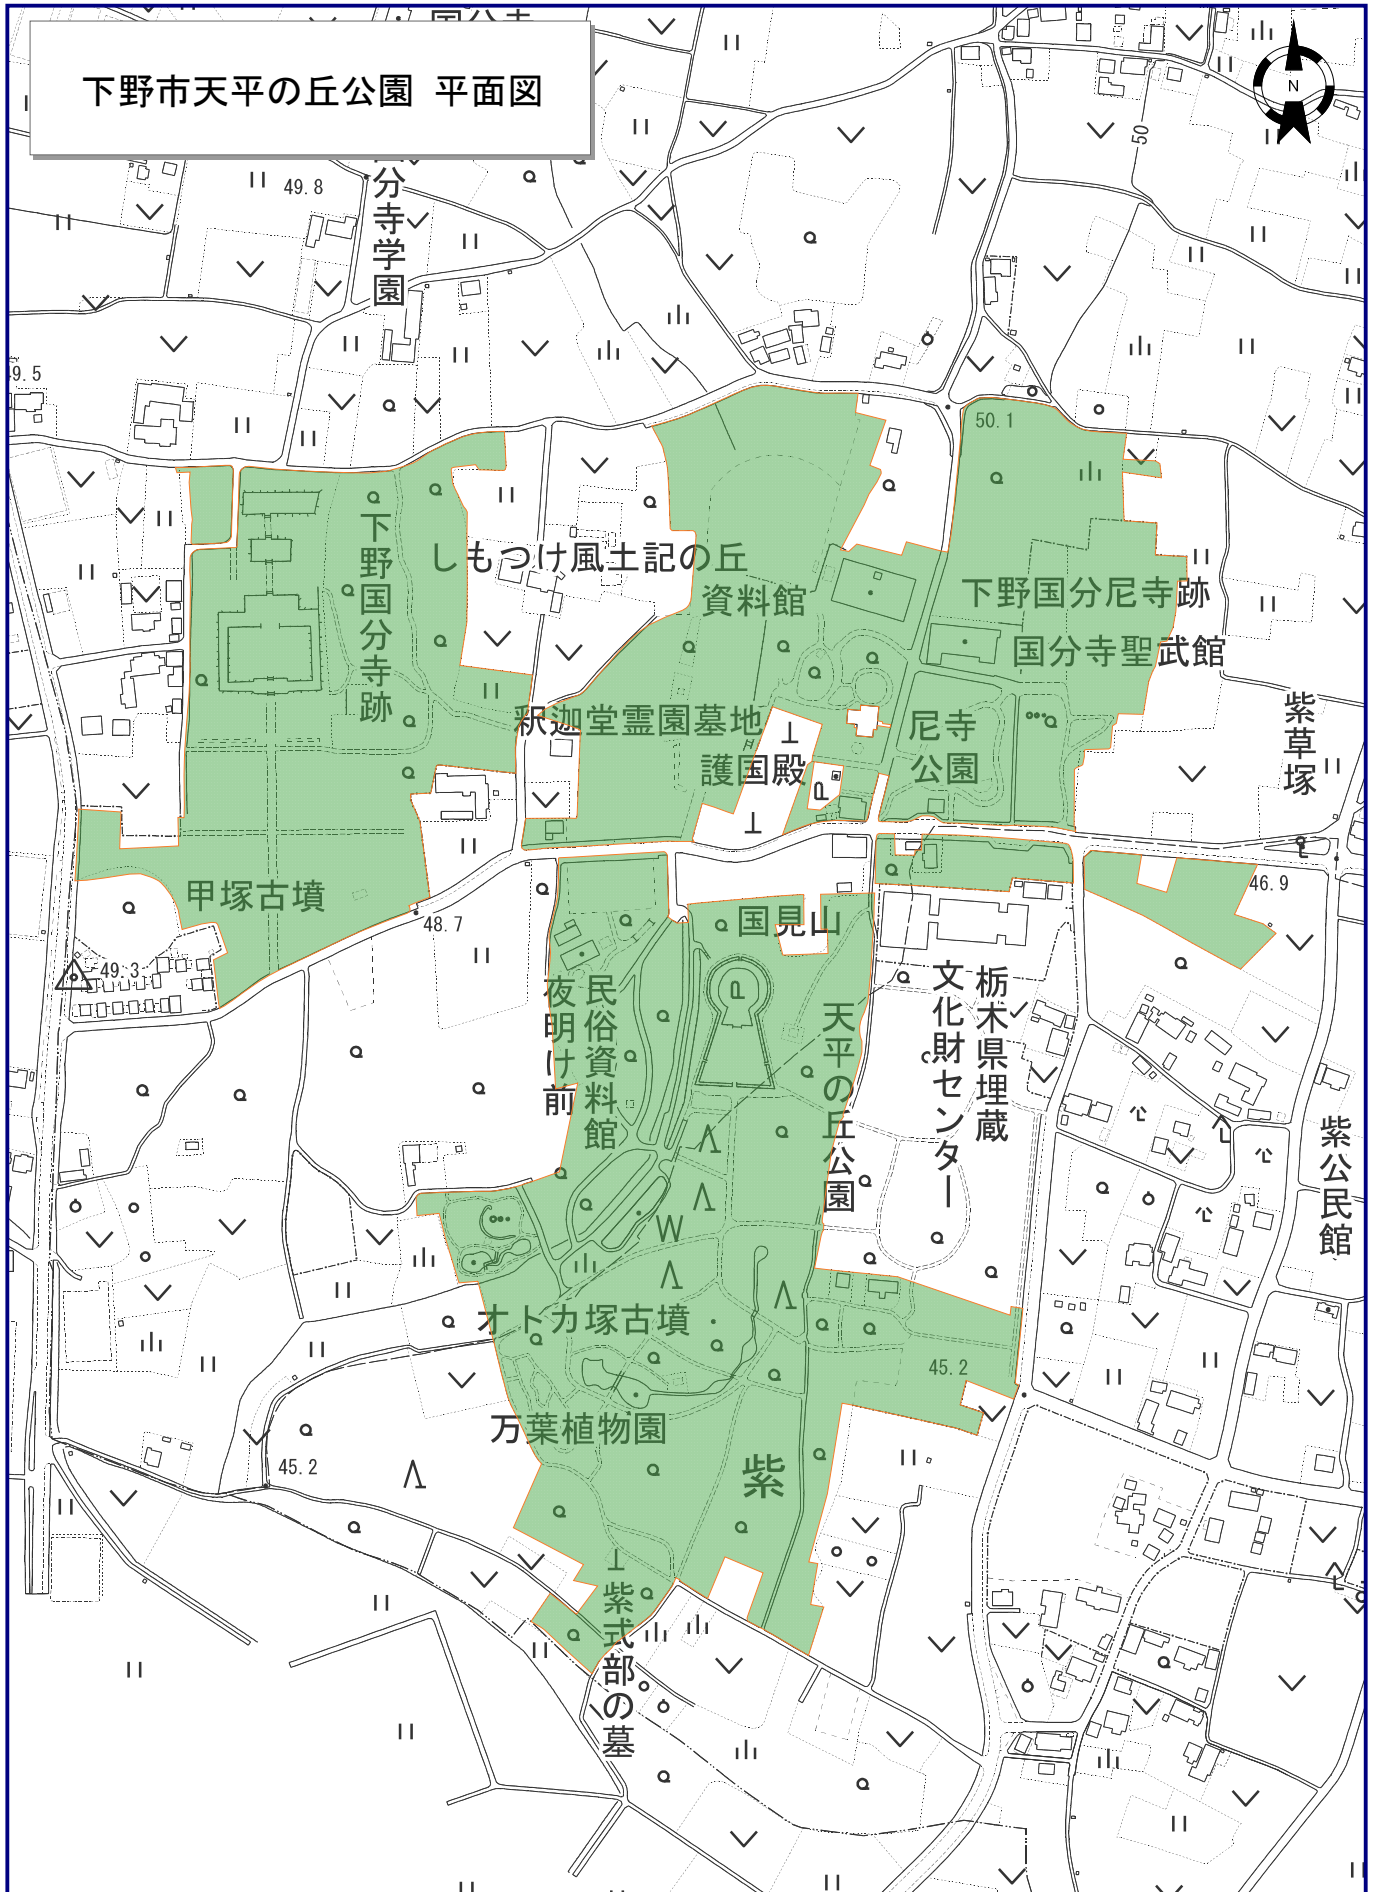 下野市天平の丘公園 平面図
N
50
49.8
分寺学園
9.5
50.1
下野国分寺跡
しもつけ風土記の丘
資料館
下野国分尼寺跡
国分寺聖武館
釈迦堂霊園墓地
護国殿
尼寺
公園
紫草塚
甲塚古墳
48.7
46.9
国見山
49.3
夜明け前
民俗資料館
天平の丘公園
文化財センター
栃木県埋蔵
紫公民館
オトカ塚古墳
45.2
万葉植物園
紫
45.2
紫式部の墓